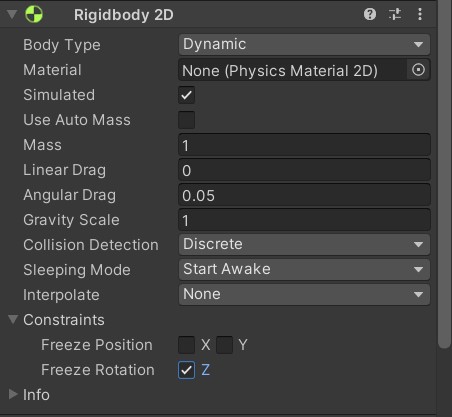 Rigidbody 2D
Body Type Dynamic
Material None (Physics Material 2D)
Simulated
Use Auto Mass
Mass 1
Linear Drag 0
Angular Drag 0.05
Gravity Scale 1
Collision Detection Discrete
Sleeping Mode Start Awake
Interpolate None
Constraints
Freeze Position X Y
Freeze Rotation Z
Info